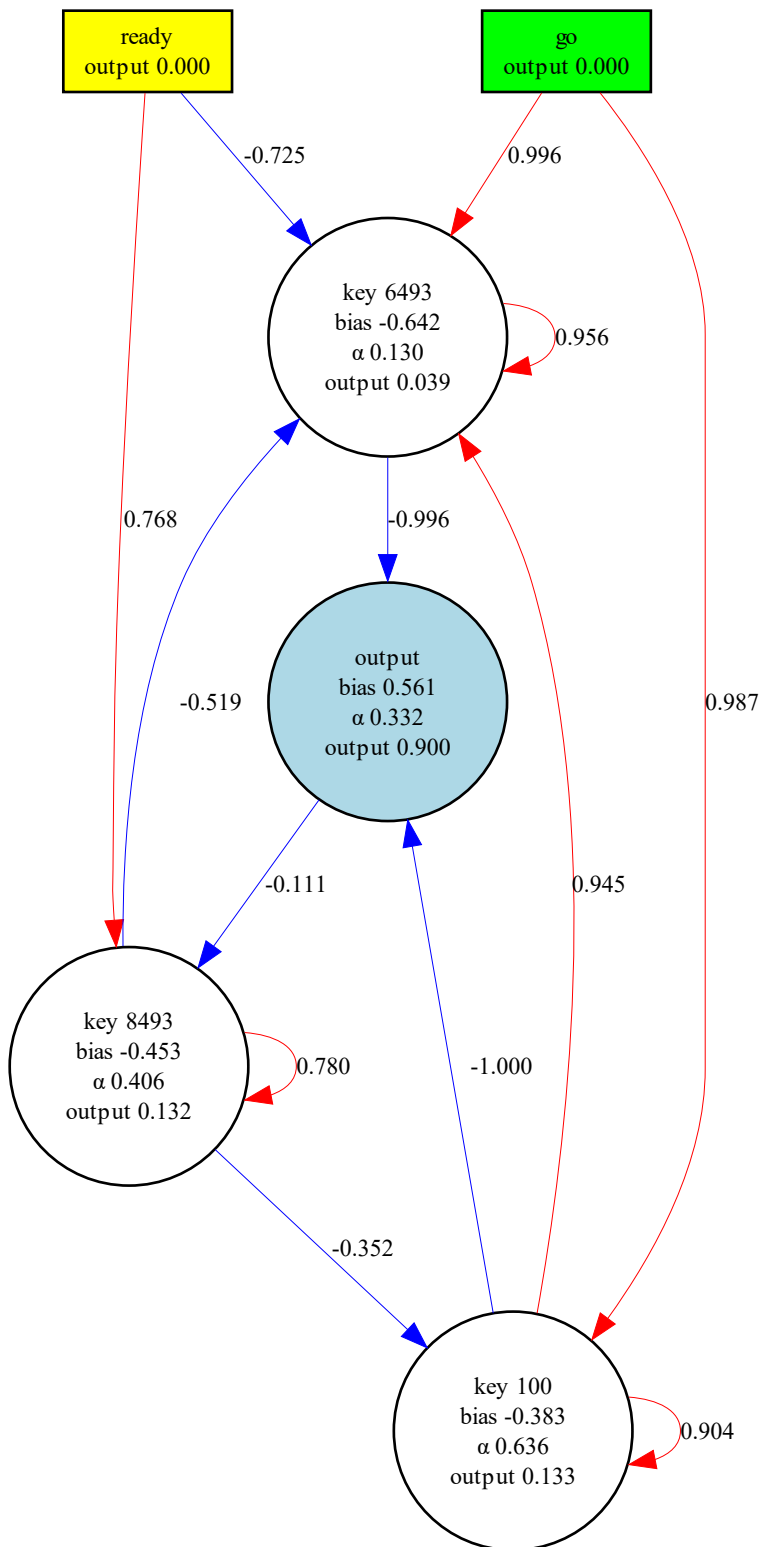 ready
output 0.000
go
output 0.000
-0.725
0.996
key 6493
bias -0.642
α 0.130
output 0.039
0.956
0.768
-0.996
-0.519
output
bias 0.561
α 0.332
output 0.900
0.987
-0.111
0.945
key 8493
bias -0.453
α 0.406
output 0.132
0.780
-1.000
-0.352
key 100
bias -0.383
α 0.636
output 0.133
0.904